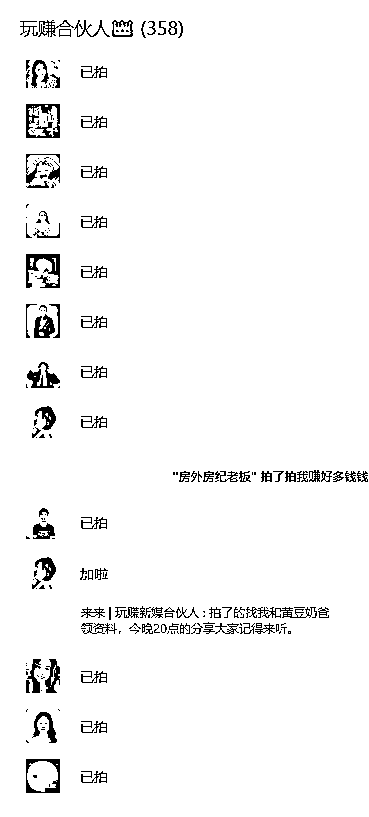 玩赚合伙人 (358)
已拍
已拍
已拍
已拍
已拍
已拍
已拍
已拍
"房外房纪老板" 拍了拍我赚好多钱钱
已拍
加啦
来来 | 玩赚新媒合伙人 : 拍了的找我和黄豆奶爸
领资料，今晚20点的分享大家记得来听。
已拍
已拍
已拍